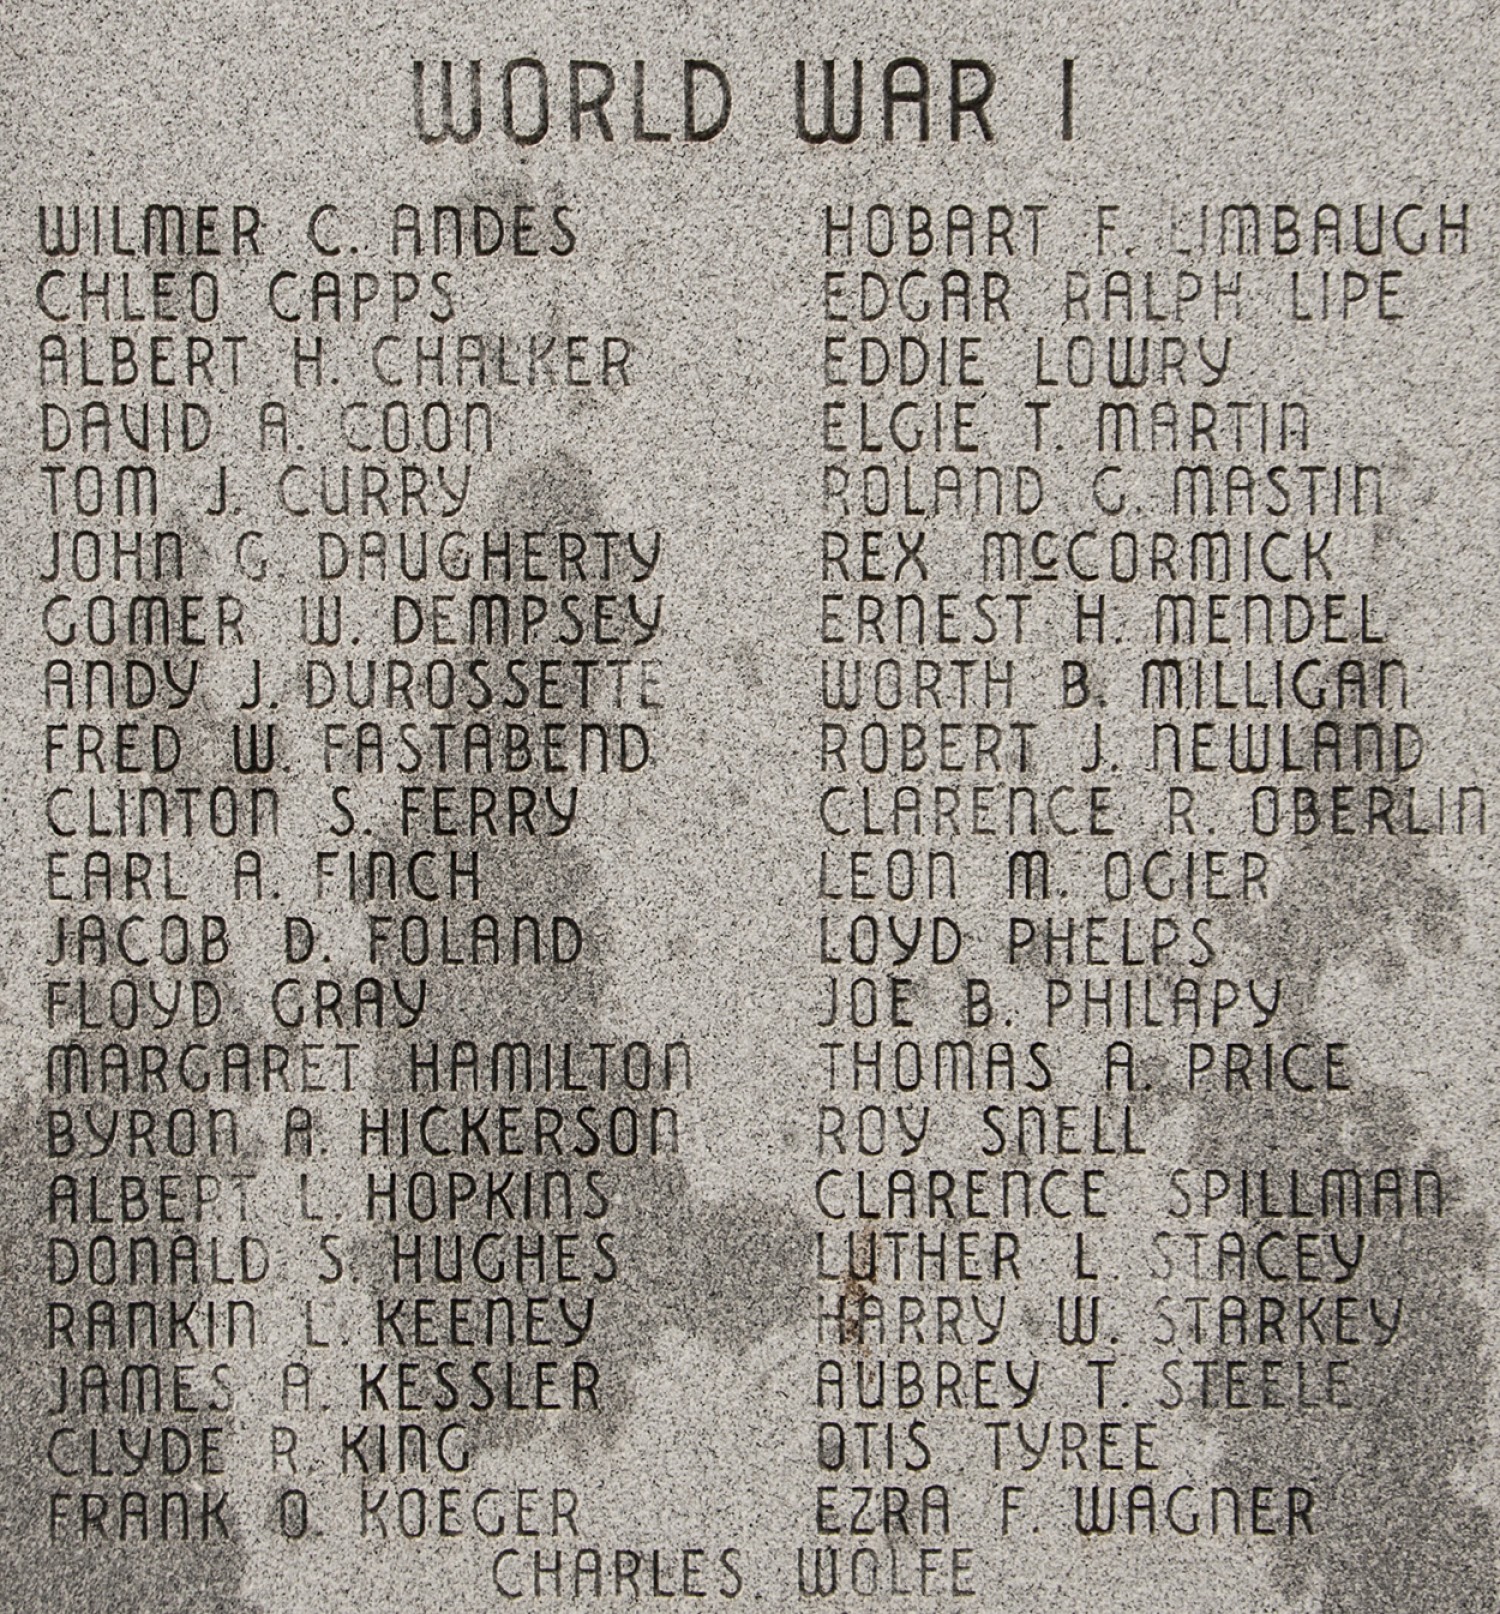 WORLD WAR I
WILMER C. ANDES
CHLEO CAPPS
ALBERT H. CHALKER
DAVID A. COON
TOM J. CURRY
JOHN G. DAUGHERTY
GOMER W. DEMPSEY
ANDY J. DUROSSETTE
FRED W. FASTABEND
CLINTON S. FERRY
EARL A. FINCH
JACOB D. FOLAND
FLOYD GRAY
MARGARET HAMILTON
BYRON A. HICKERSON
ALBERT L. HOPKINS
DONALD S. HUGHES
RANKIN L. KEENEY
JAMES A. KESSLER
CLYDE R. KING
FRANK O. KOEGER
HOBART F. LIMBAUGH
EDGAR RALPH LIPE
EDDIE LOWRY
ELGIE T. MARTIN
ROLAND G. MASTIN
REX McCORMICK
ERNEST H. MENDEL
WORTH B. MILLIGAN
ROBERT J. NEWLAND
CLARENCE R. OBERLIN
LEON M. OGIER
LOYD PHELPS
JOE B. PHILAPY
THOMAS A. PRICE
ROY SNELL
CLARENCE SPILLMAN
LUTHER L. STACEY
HARRY W. STARKEY
AUBREY T. STEELE
OTIS TYREE
EZRA F. WAGNER
CHARLES WOLFE